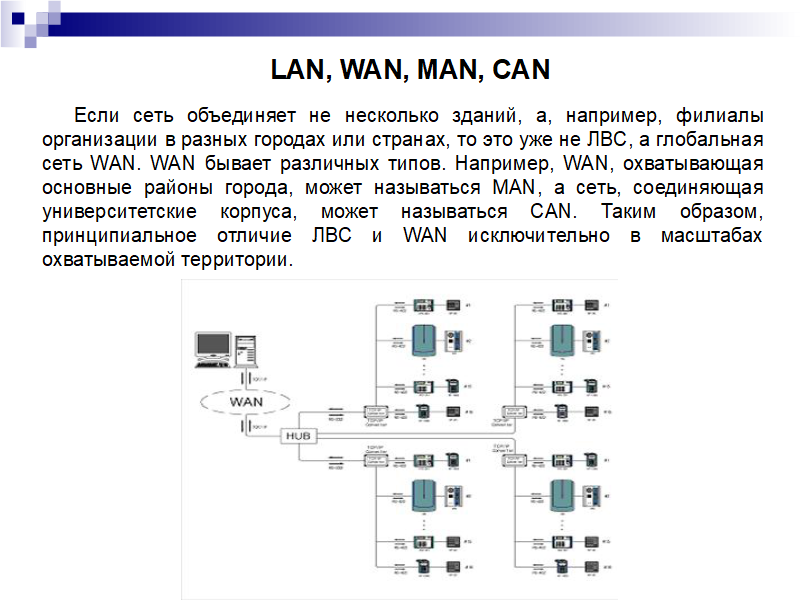 LAN, WAN, MAN, CAN
Если сеть объединяет не несколько зданий, а, например, филиалы
организации в разных городах или странах, то это уже не ЛВС, а глобальная
сеть WAN. WAN бывает различных типов. Например, WAN, охватывающая
основные районы города, может называться MAN, а сеть, соединяющая
университетские корпуса, может называться CAN. Таким образом,
принципиальное отличие ЛВС и WAN исключительно в масштабах
охватываемой территории.
WAN
HUB